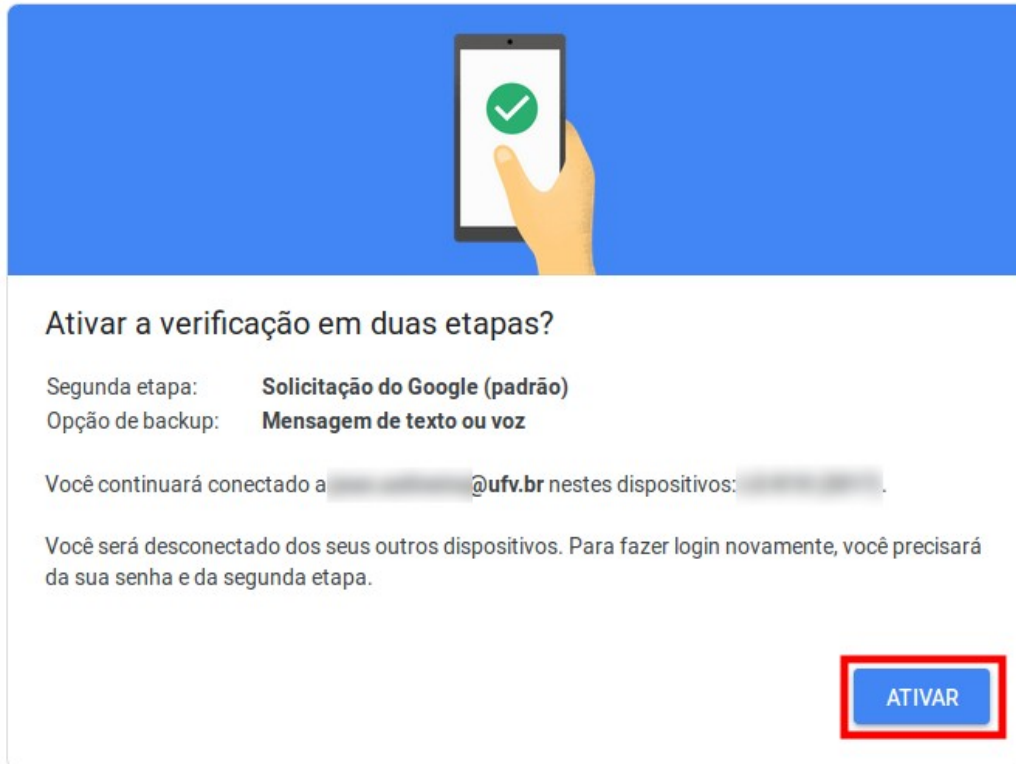 Ativar a verificação em duas etapas?
Segunda etapa: Solicitação do Google (padrão)
Opção de backup: Mensagem de texto ou voz
Você continuará conectado a @ufv.br nestes dispositivos: .
Você será desconectado dos seus outros dispositivos. Para fazer login novamente, você precisará
da sua senha e da segunda etapa.
ATIVAR